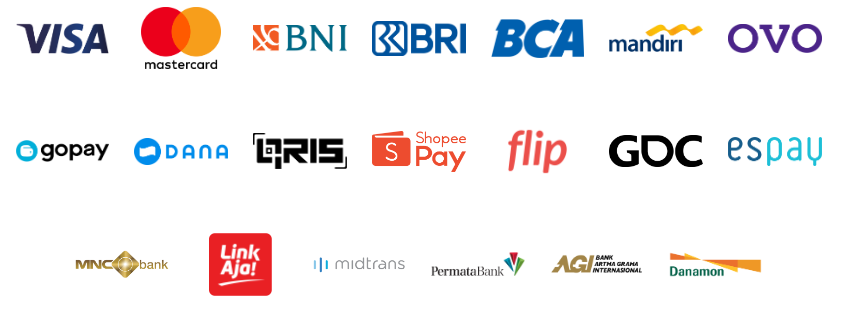 VISA
mastercard
BNI
BRI
BCA
mandiri
OVO
gopay
DANA
QRIS
S
Shopee
Pay
flip
GDC
espay
MNC bank
Link
Aja!
midtrans
PermataBank
AGI BANK
ARTHA GRAHA
INTERNASIONAL
Danamon